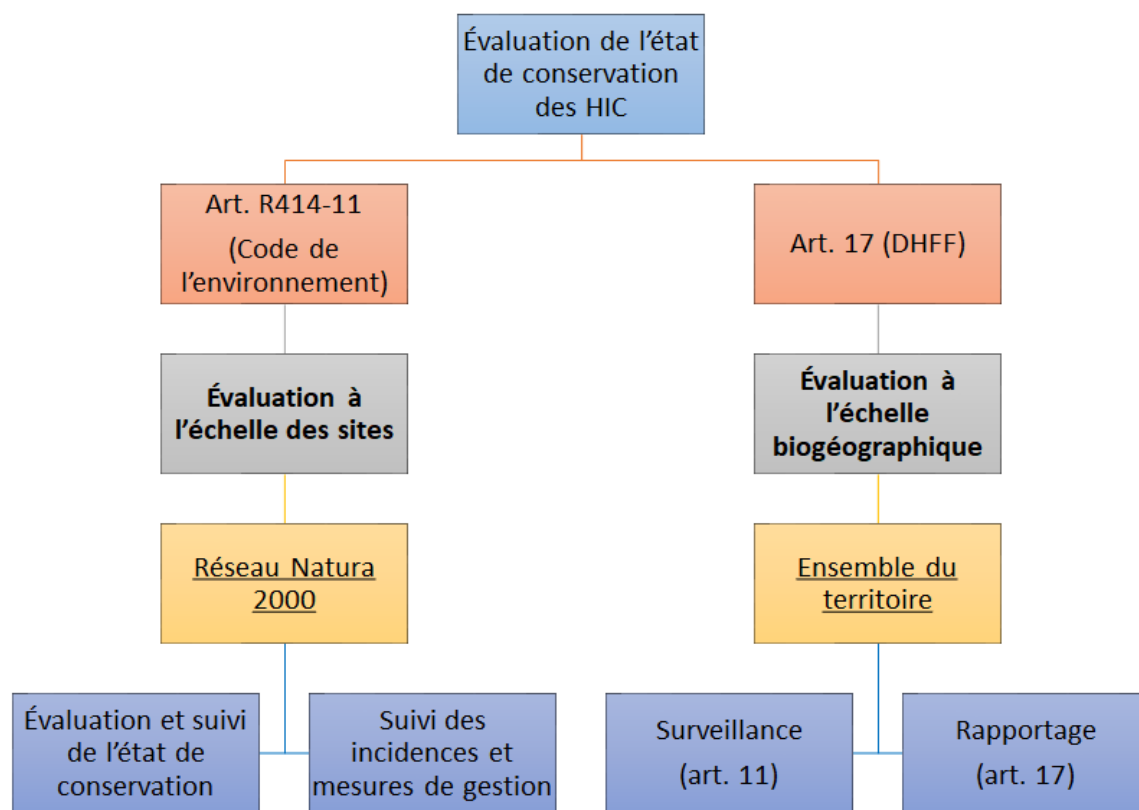 Évaluation de l’état
de conservation
des HIC
Art. R414-11
(Code de
l’environnement)
Art. 17 (DHFF)
Évaluation à
l’échelle des sites
Évaluation à
l’échelle
biogéographique
Réseau Natura
2000
Ensemble du
territoire
Évaluation et suivi
de l’état de
conservation
Suivi des
incidences et
mesures de gestion
Surveillance
(art. 11)
Rapportage
(art. 17)